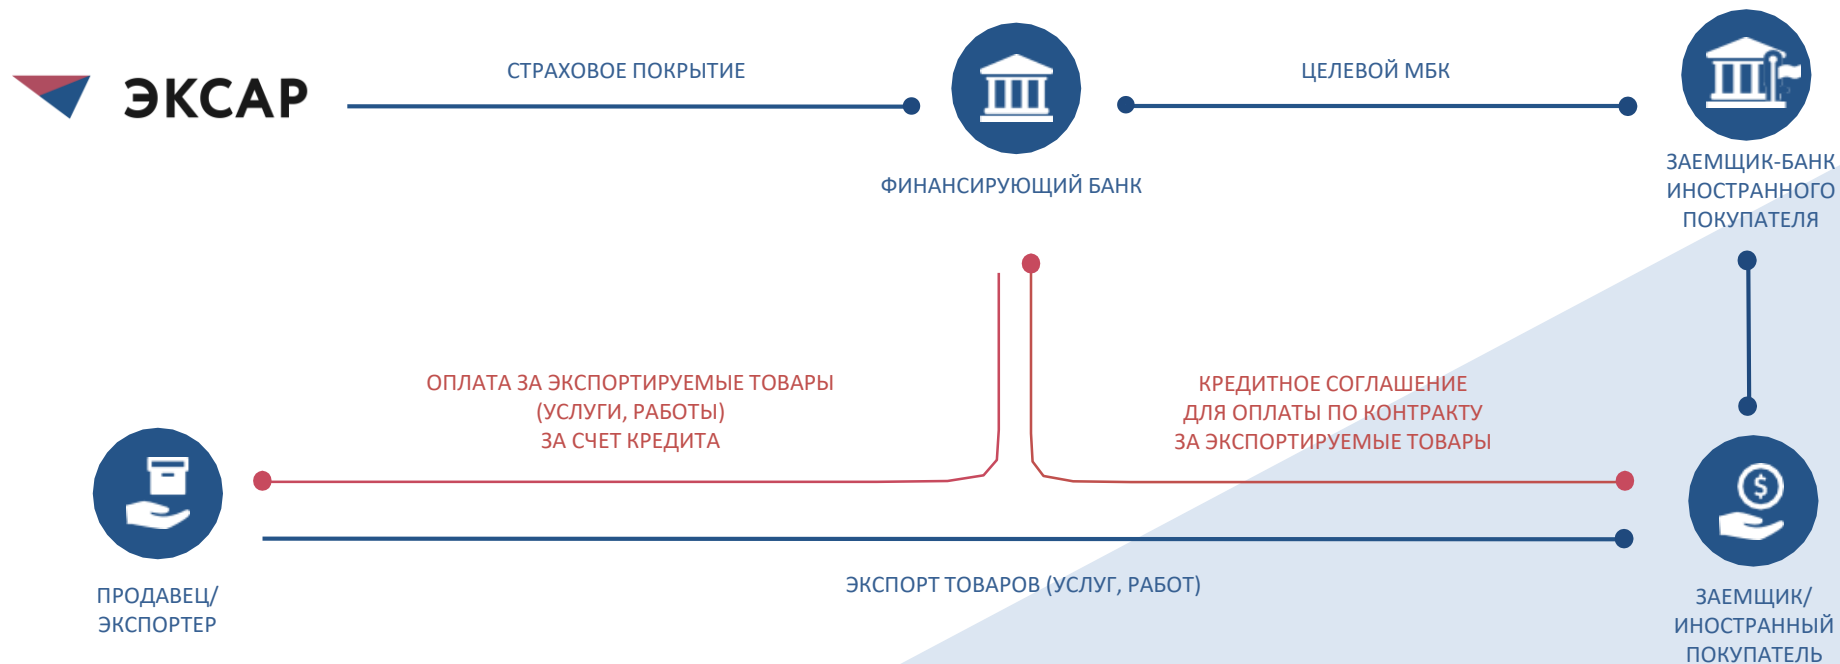 ЭКСАР
СТРАХОВОЕ ПОКРЫТИЕ
ЦЕЛЕВОЙ МБК
ФИНАНСИРУЮЩИЙ БАНК
ЗАЕМЩИК-БАНК
ИНОСТРАННОГО
ПОКУПАТЕЛЯ
ОПЛАТА ЗА ЭКСПОРТИРУЕМЫЕ ТОВАРЫ
(УСЛУГИ, РАБОТЫ)
ЗА СЧЕТ КРЕДИТА
КРЕДИТНОЕ СОГЛАШЕНИЕ
ДЛЯ ОПЛАТЫ ПО КОНТРАКТУ
ЗА ЭКСПОРТИРУЕМЫЕ ТОВАРЫ
$
ЭКСПОРТ ТОВАРОВ (УСЛУГ, РАБОТ)
ПРОДАВЕЦ/
ЭКСПОРТЕР
ЗАЕМЩИК/
ИНОСТРАННЫЙ
ПОКУПАТЕЛЬ